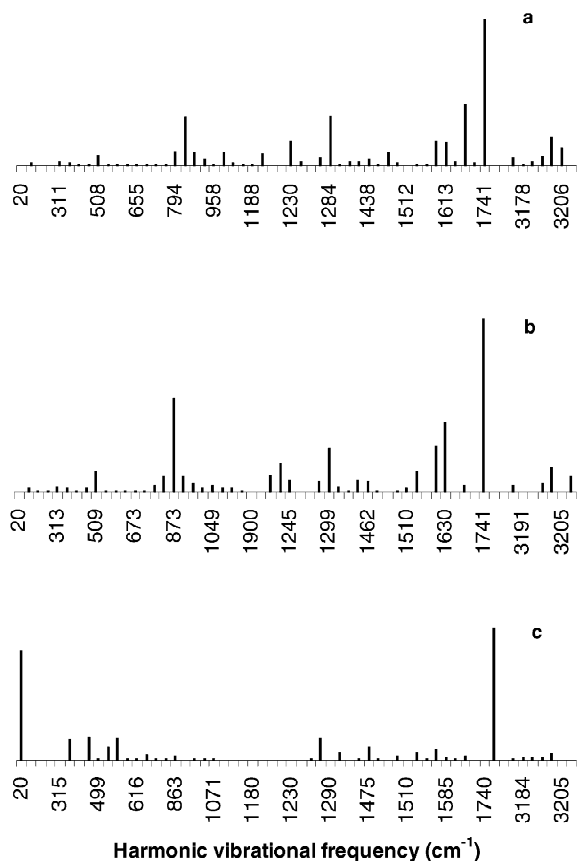 a
20 311 508 655 794 958 1188 1230 1284 1438 1512 1613 1741 3178 3206
b
20 313 509 673 873 1049 1900 1245 1299 1462 1510 1630 1741 3191 3205
c
20 315 499 616 863 1071 1180 1230 1290 1475 1510 1585 1740 3184 3205
Harmonic vibrational frequency (cm⁻¹)